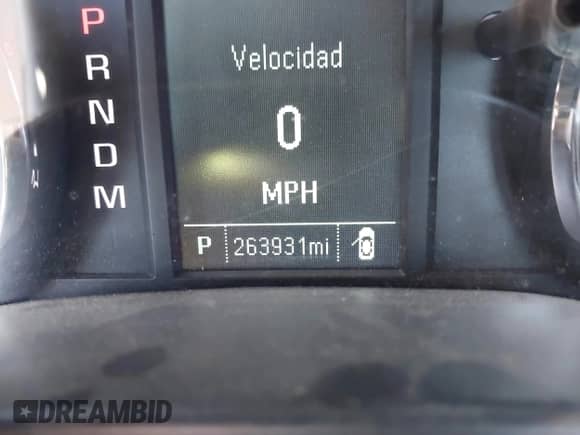 P
R
N
D
M
Velocidad
0
MPH
P 263931mi
DREAMBID